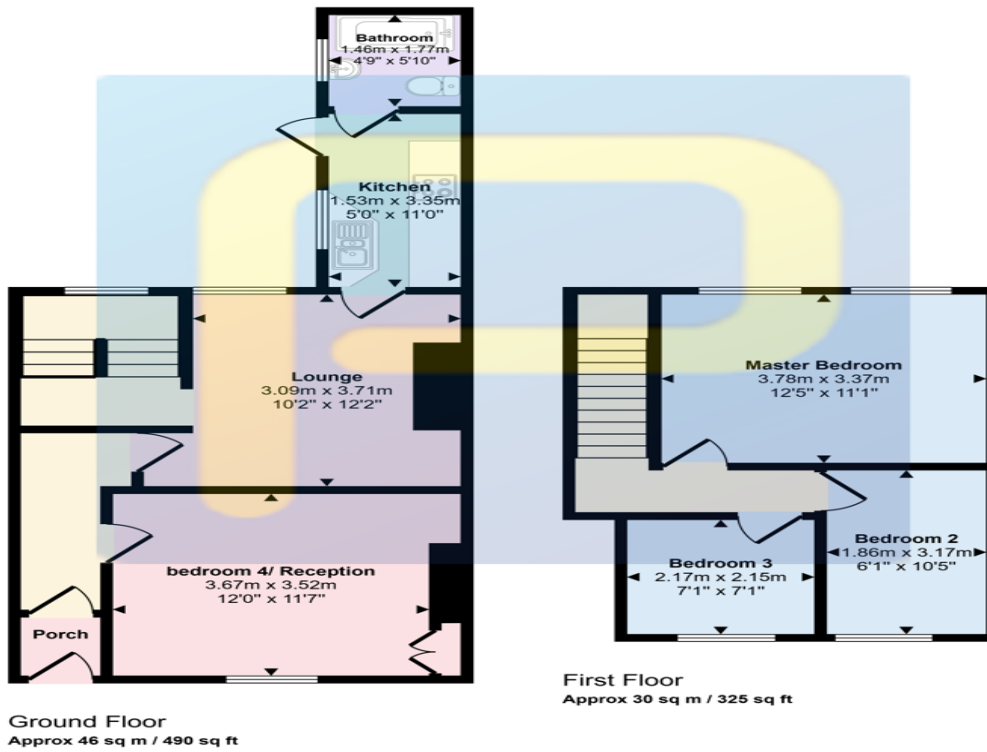 Bathroom
1.46m x 1.77m
4'9" x 5'10"
Kitchen
1.53m x 3.35m
5'0" x 11'0"
Lounge
3.09m x 3.71m
10'2" x 12'2"
bedroom 4/ Reception
3.67m x 3.52m
12'0" x 11'7"
Porch
Ground Floor
Approx 46 sq m / 490 sq ft
Master Bedroom
3.78m x 3.37m
12'5" x 11'1"
Bedroom 2
1.86m x 3.17m
6'1" x 10'5"
Bedroom 3
2.17m x 2.15m
7'1" x 7'1"
First Floor
Approx 30 sq m / 325 sq ft